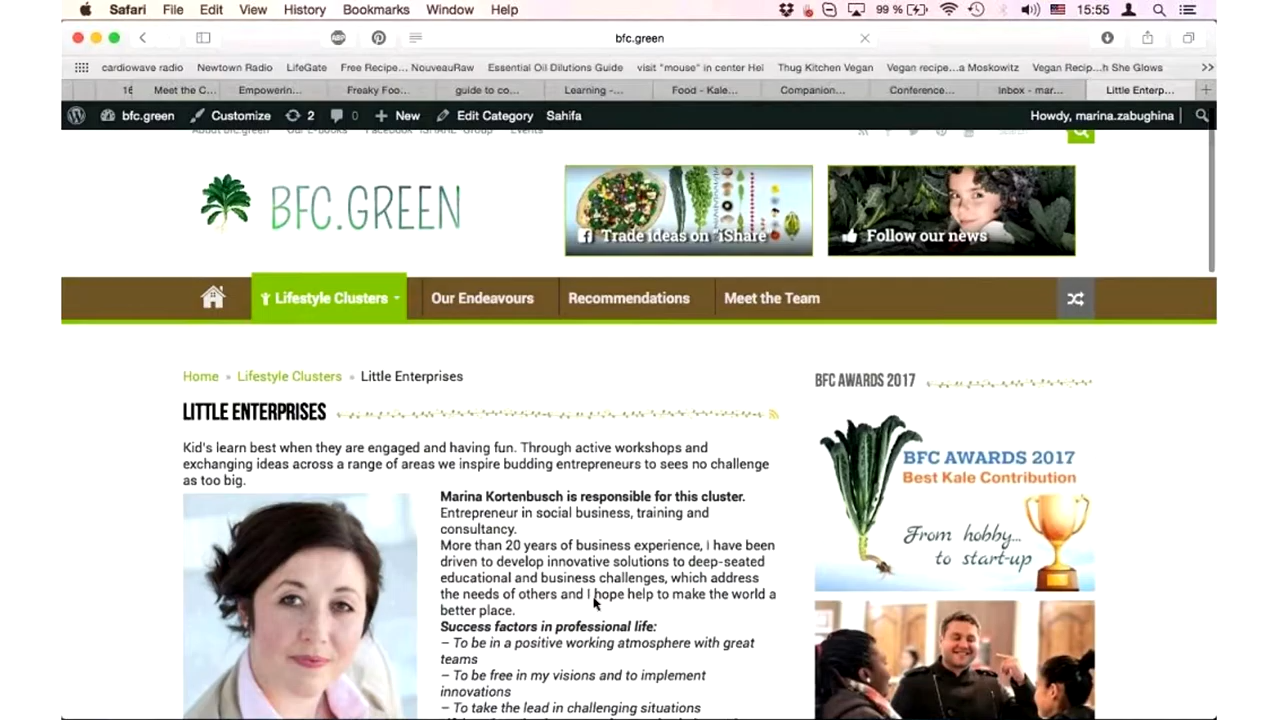 Safari File Edit View History Bookmarks Window Help 99 % 15:55
bfc.green
cardiowave radio Newtown Radio LifeGate Free Recipe... NouveauRaw Essential Oil Dilutions Guide visit "mouse" in center Hei Thug Kitchen Vegan Vegan recipe...a Moskowitz Vegan Recip...h She Glows
16 Meet the C... Empowerin... Freaky Foo... guide to co... Learning -... Food - Kale... Companion... Conference... Inbox - mar... Little Enterp...
bfc.green Customize 2 0 New Edit Category Sahifa Howdy, marina.zabughina
About Bfc.green Our E-books Facebook "iSHARE" Group Events
BFC.GREEN
Trade ideas on "iShare"
Follow our news
Lifestyle Clusters Our Endeavours Recommendations Meet the Team
Home Lifestyle Clusters Little Enterprises
BFC AWARDS 2017
LITTLE ENTERPRISES
Kid's learn best when they are engaged and having fun. Through active workshops and
exchanging ideas across a range of areas we inspire budding entrepreneurs to sees no challenge
as too big.
Marina Kortenbusch is responsible for this cluster.
Entrepreneur in social business, training and
consultancy.
More than 20 years of business experience, I have been
driven to develop innovative solutions to deep-seated
educational and business challenges, which address
the needs of others and I hope help to make the world a
better place.
Success factors in professional life:
– To be in a positive working atmosphere with great
teams
– To be free in my visions and to implement
innovations
– To take the lead in challenging situations
BFC AWARDS 2017
Best Kale Contribution
From hobby...
to start-up